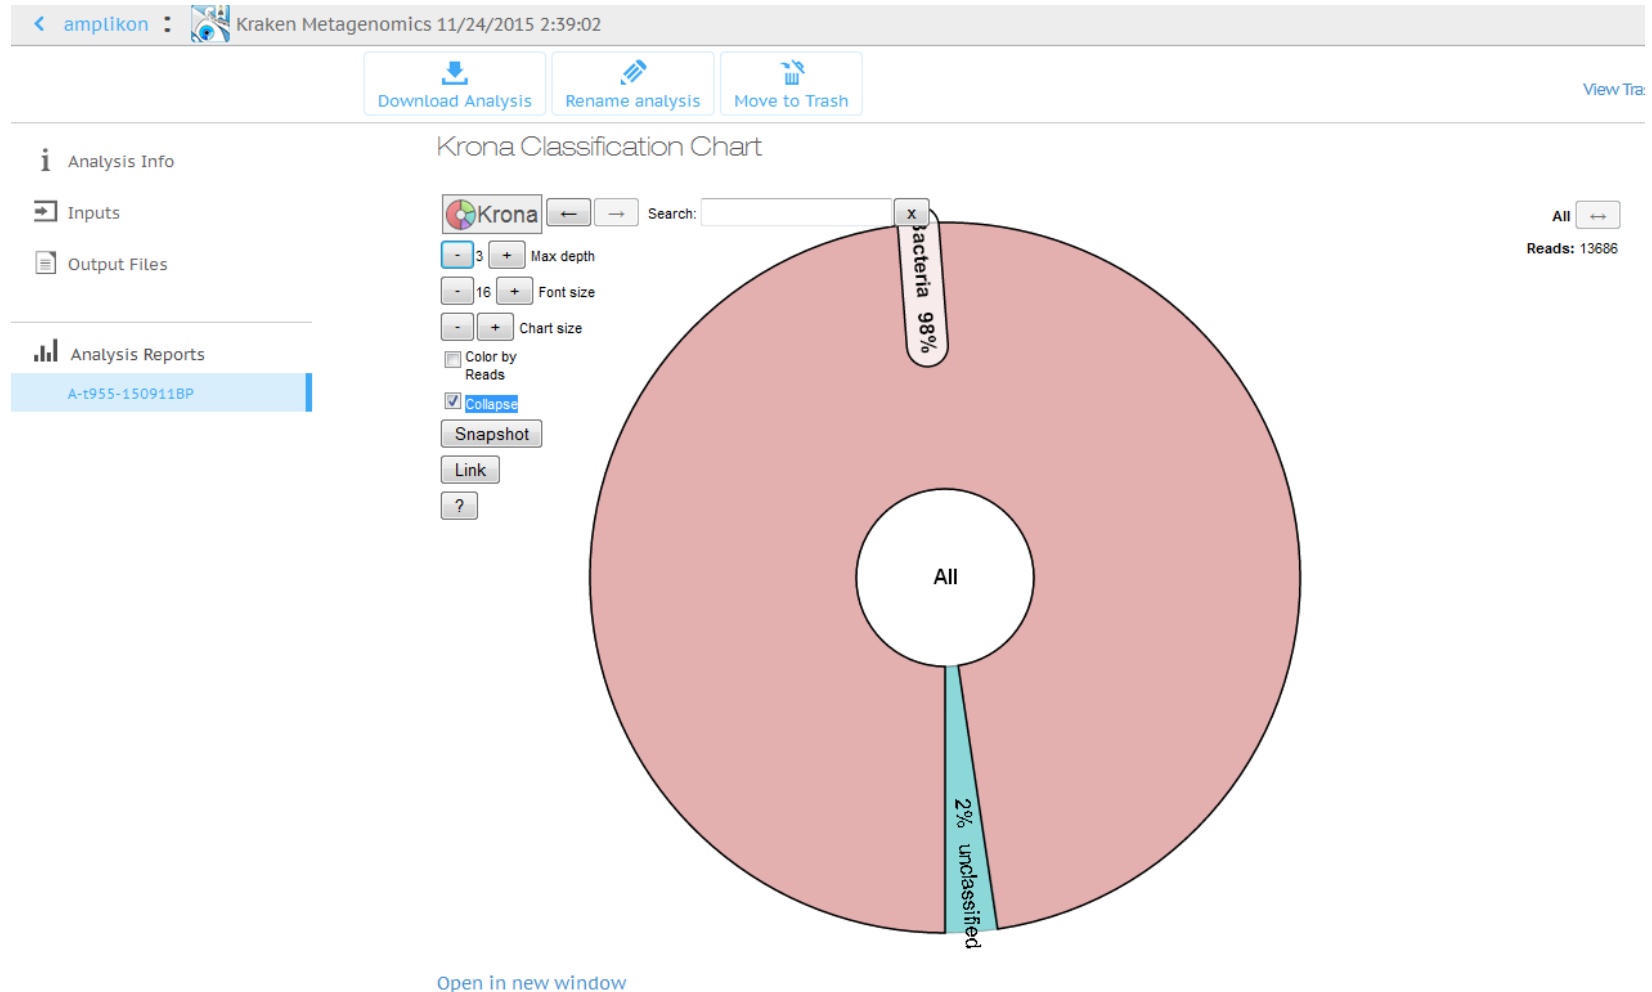 amplikon : Kraken Metagenomics 11/24/2015 2:39:02
Download Analysis
Rename analysis
Move to Trash
View Tra
Analysis Info
Inputs
Output Files
Analysis Reports
A-t955-150911BP
Krona Classification Chart
Krona ← → Search: x
- 3 + Max depth
- 16 + Font size
- + Chart size
Color by
Reads
Collapse
Snapshot
Link
?
Bacteria 98%
All
2% unclassified
All ↔
Reads: 13686
Open in new window